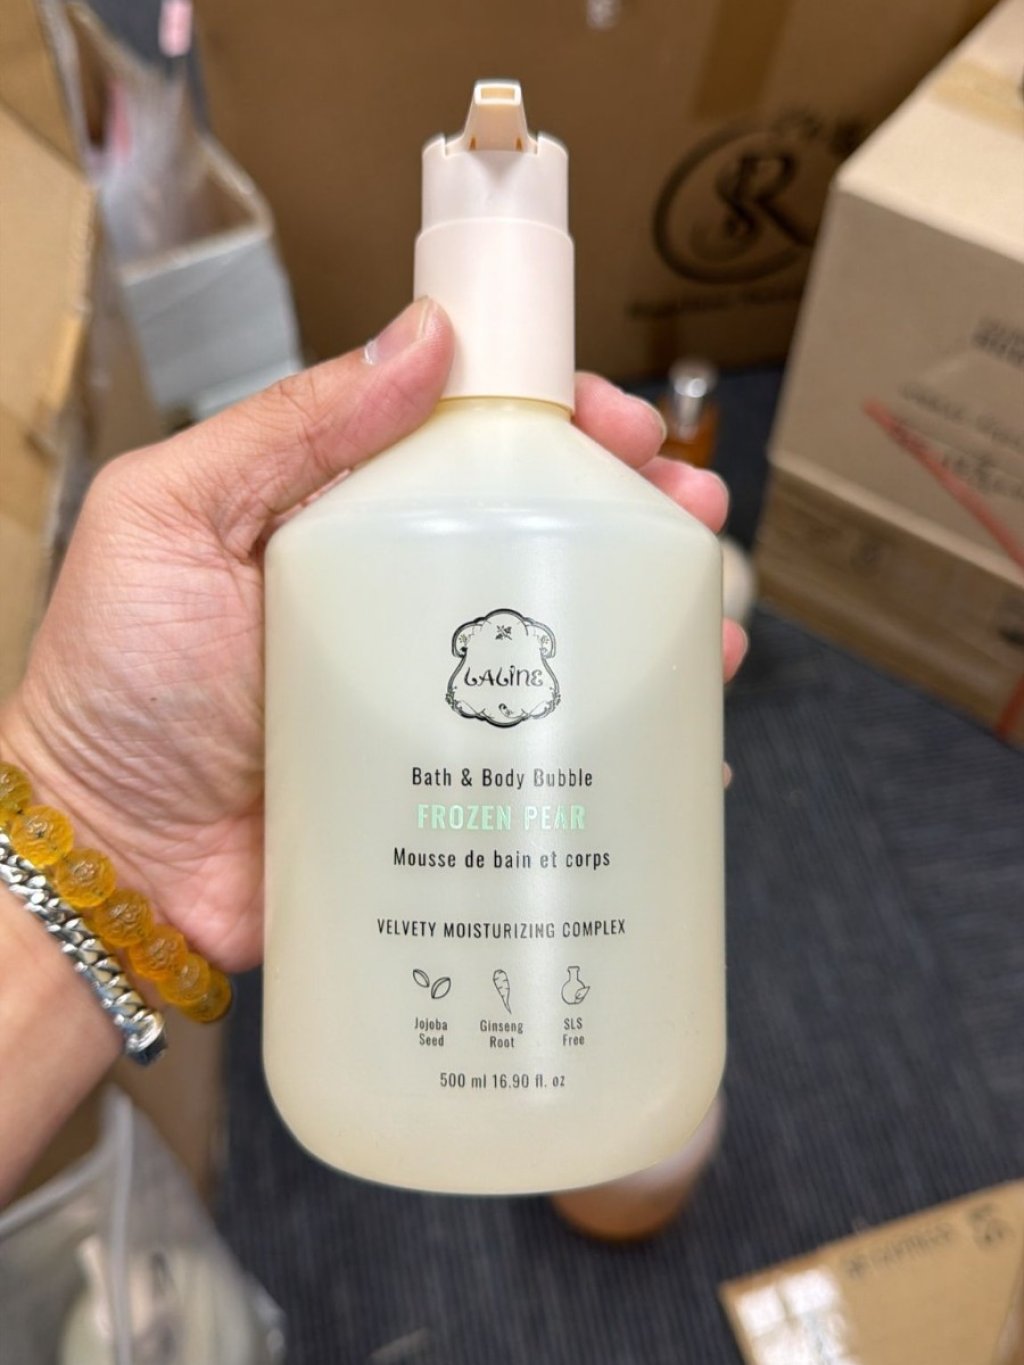 LALINE
Bath & Body Bubble
FROZEN PEAR
Mousse de bain et corps
VELVETY MOISTURIZING COMPLEX
Jojoba Seed
Ginseng Root
SLS Free
500 ml 16.90 fl. oz